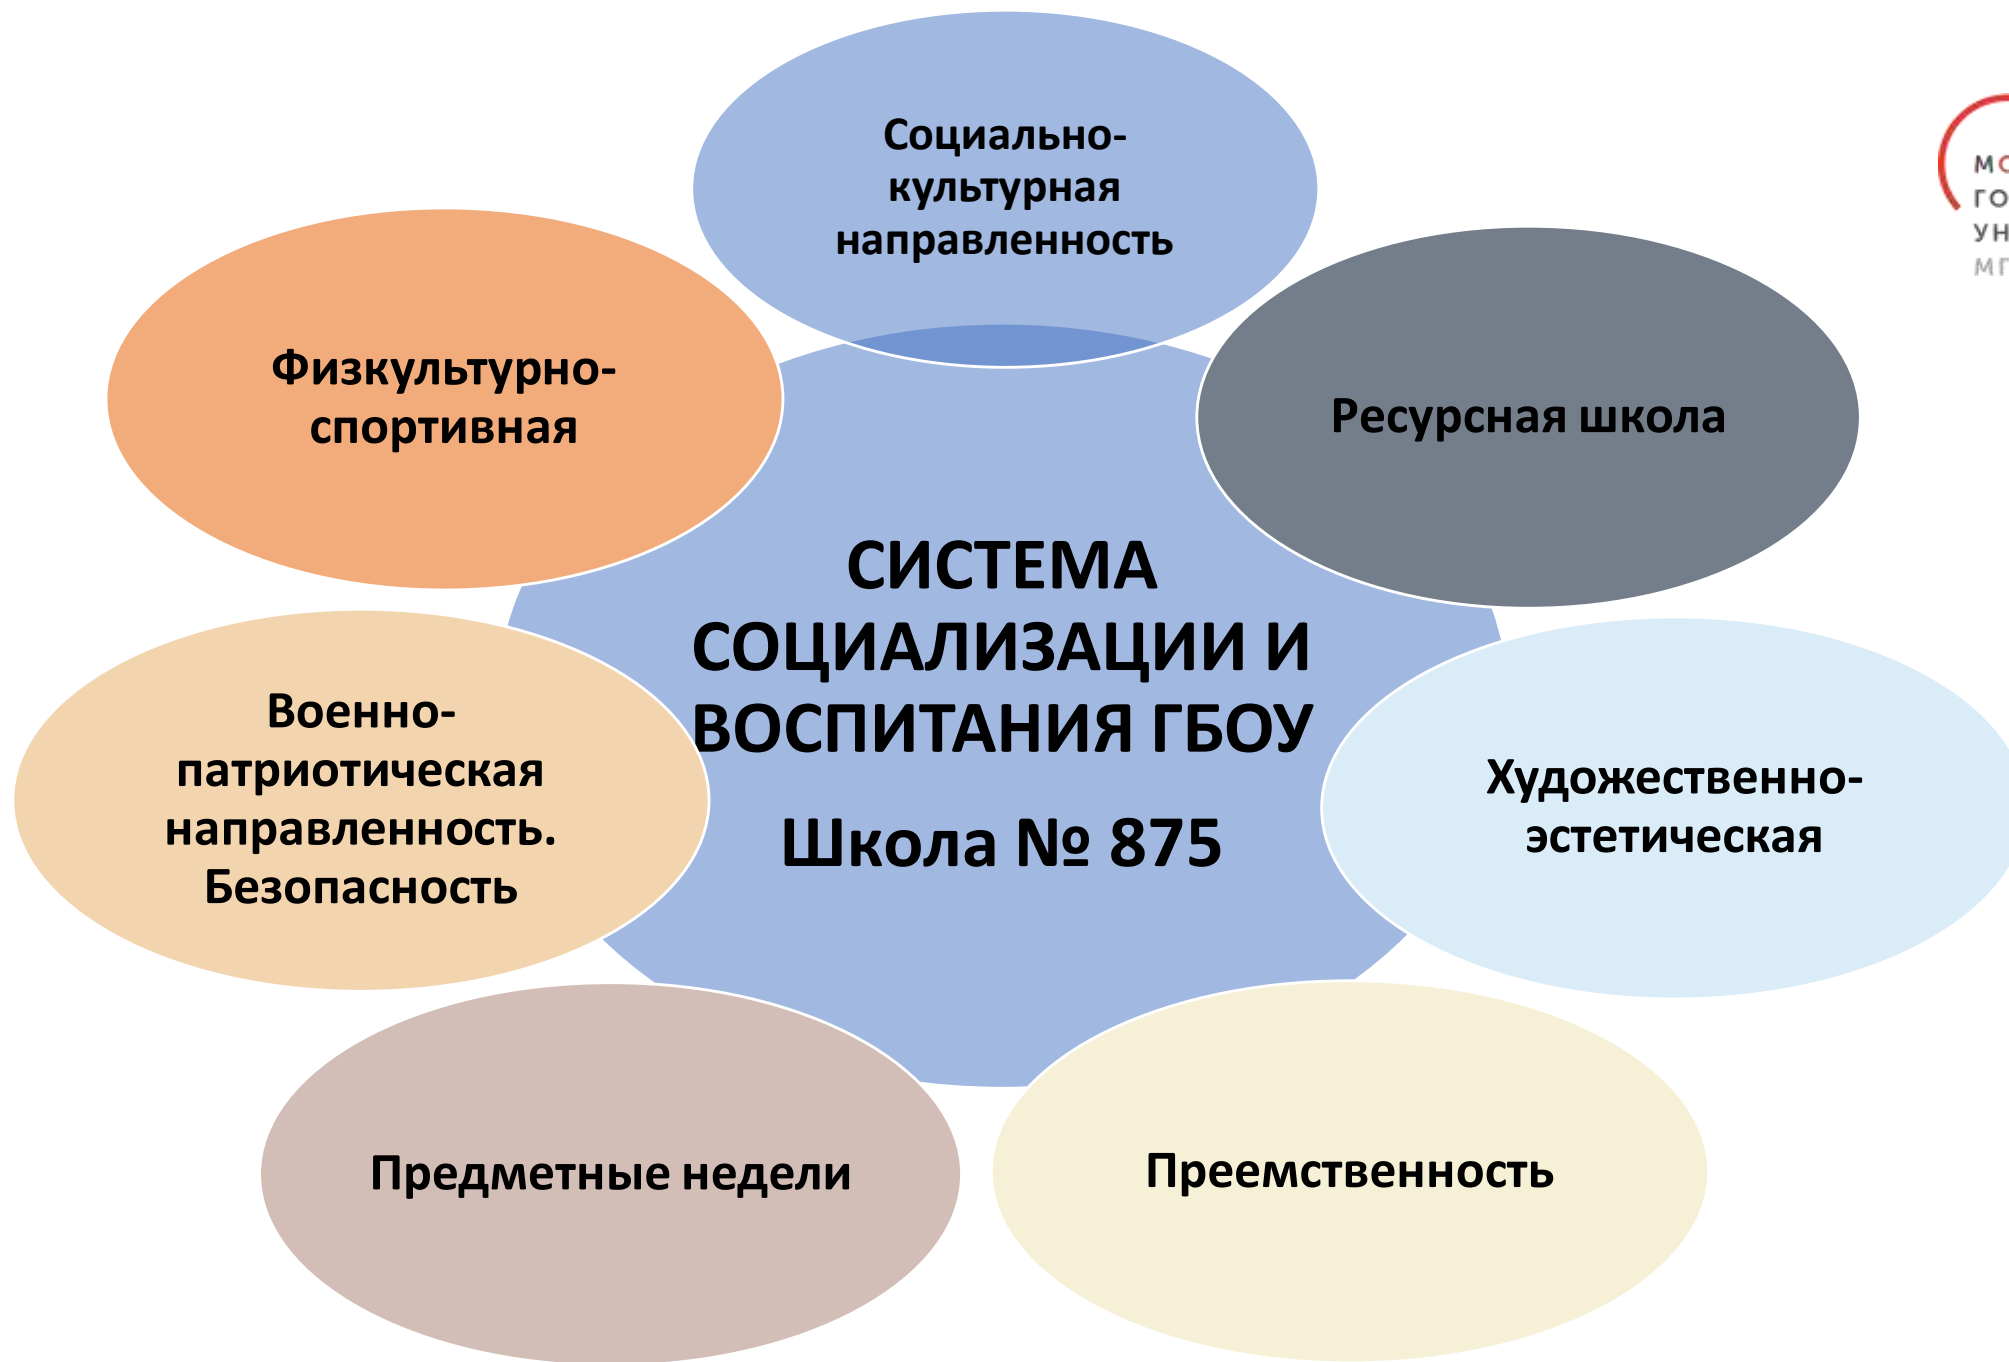 Социально-
культурная
направленность
Физкультурно-
спортивная
Ресурсная школа
СИСТЕМА
СОЦИАЛИЗАЦИИ И
ВОСПИТАНИЯ ГБОУ
Школа № 875
Военно-
патриотическая
направленность.
Безопасность
Художественно-
эстетическая
Предметные недели
Преемственность